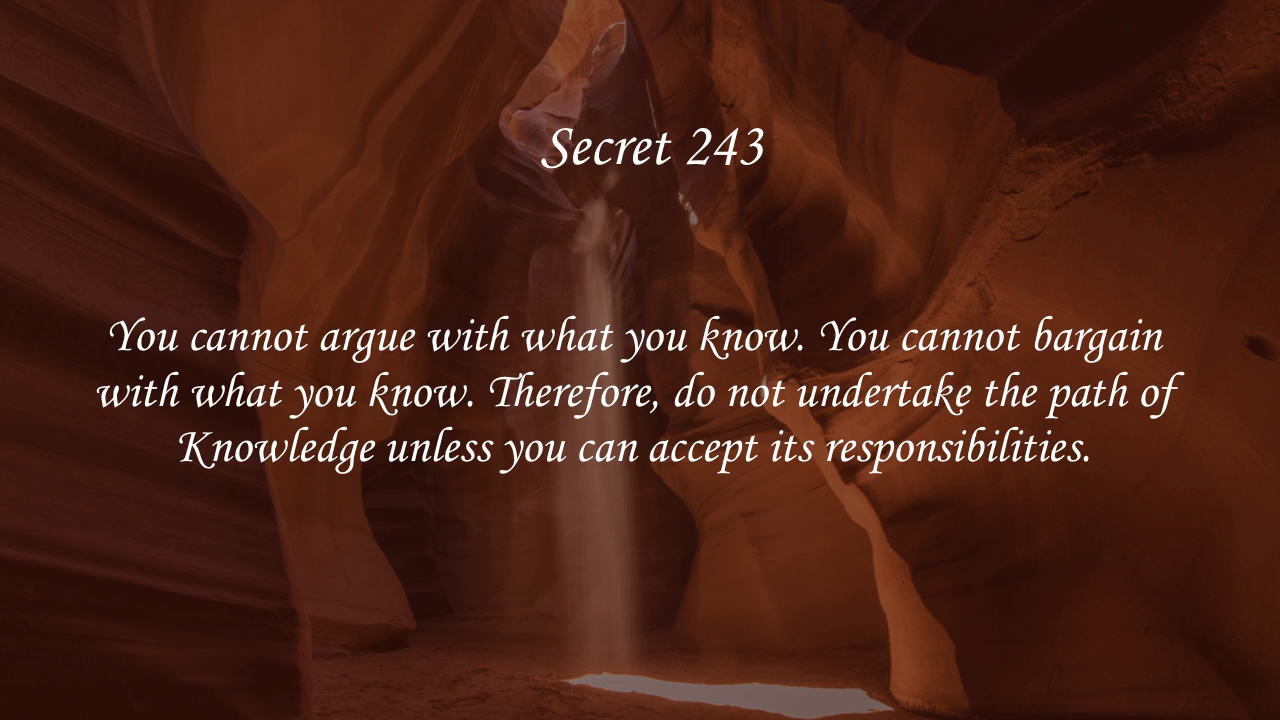 Secret 243
You cannot argue with what you know. You cannot bargain
with what you know. Therefore, do not undertake the path of
Knowledge unless you can accept its responsibilities.